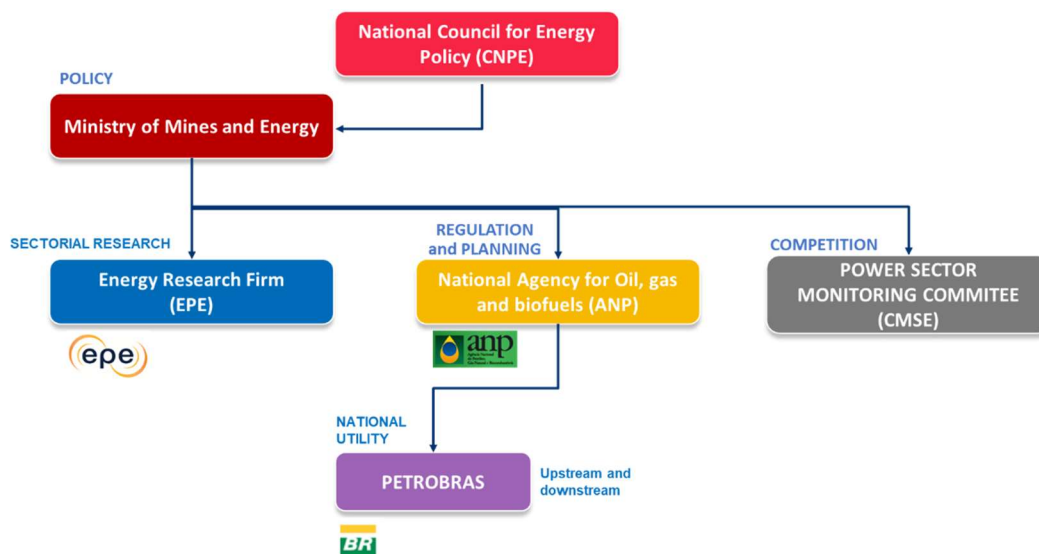 National Council for Energy
Policy (CNPE)
POLICY
Ministry of Mines and Energy
SECTORIAL RESEARCH
Energy Research Firm
(EPE)
epe
REGULATION
and PLANNING
National Agency for Oil, gas
and biofuels (ANP)
anp
COMPETITION
POWER SECTOR
MONITORING COMMITEE
(CMSE)
NATIONAL
UTILITY
PETROBRAS
Upstream and
downstream
BR